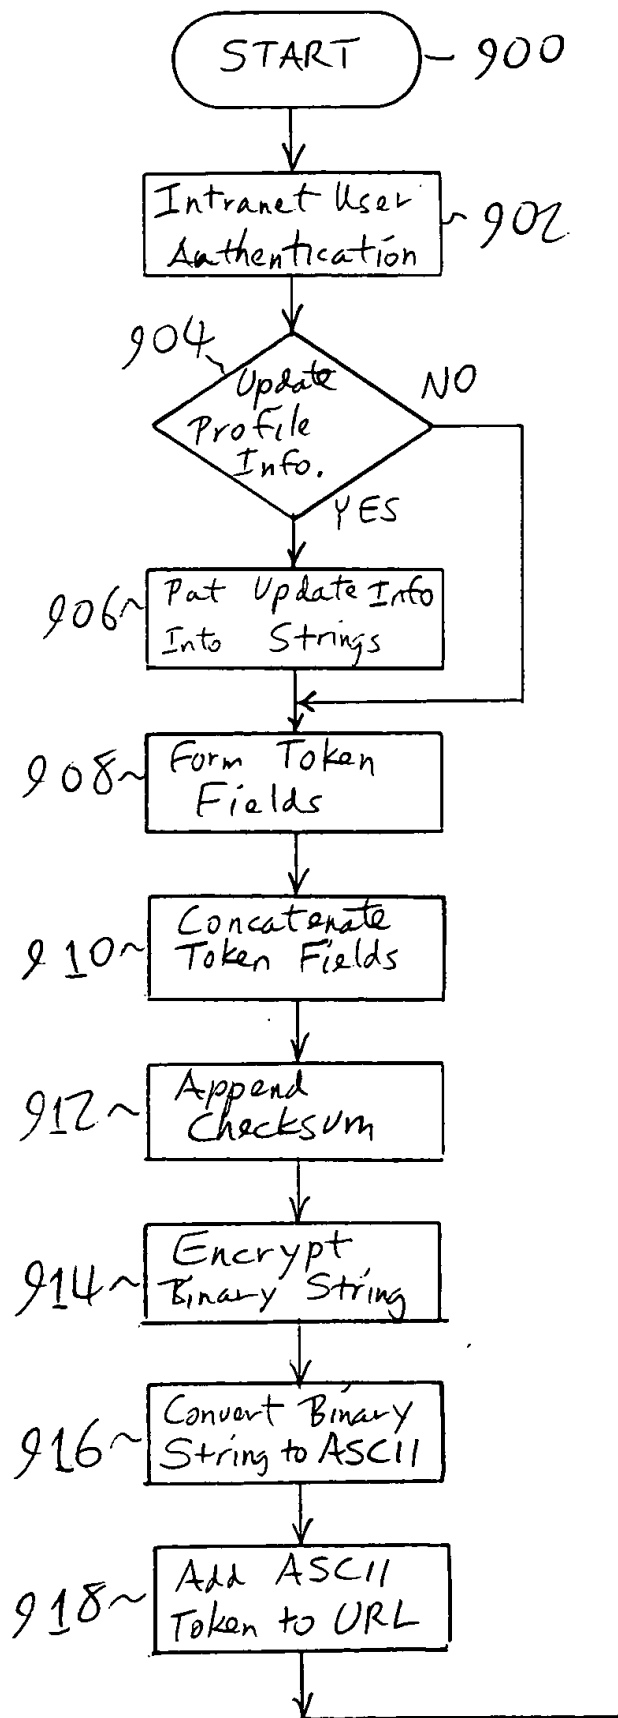 START
900
Intranet User
Authentication
902
904
Update
Profile
Info.
NO
YES
906
Put Update Info
Into Strings
908
Form Token
Fields
910
Concatenate
Token Fields
912
Append
Checksum
914
Encrypt
Binary String
916
Convert Binary
String to ASCII
918
Add ASCII
Token to URL